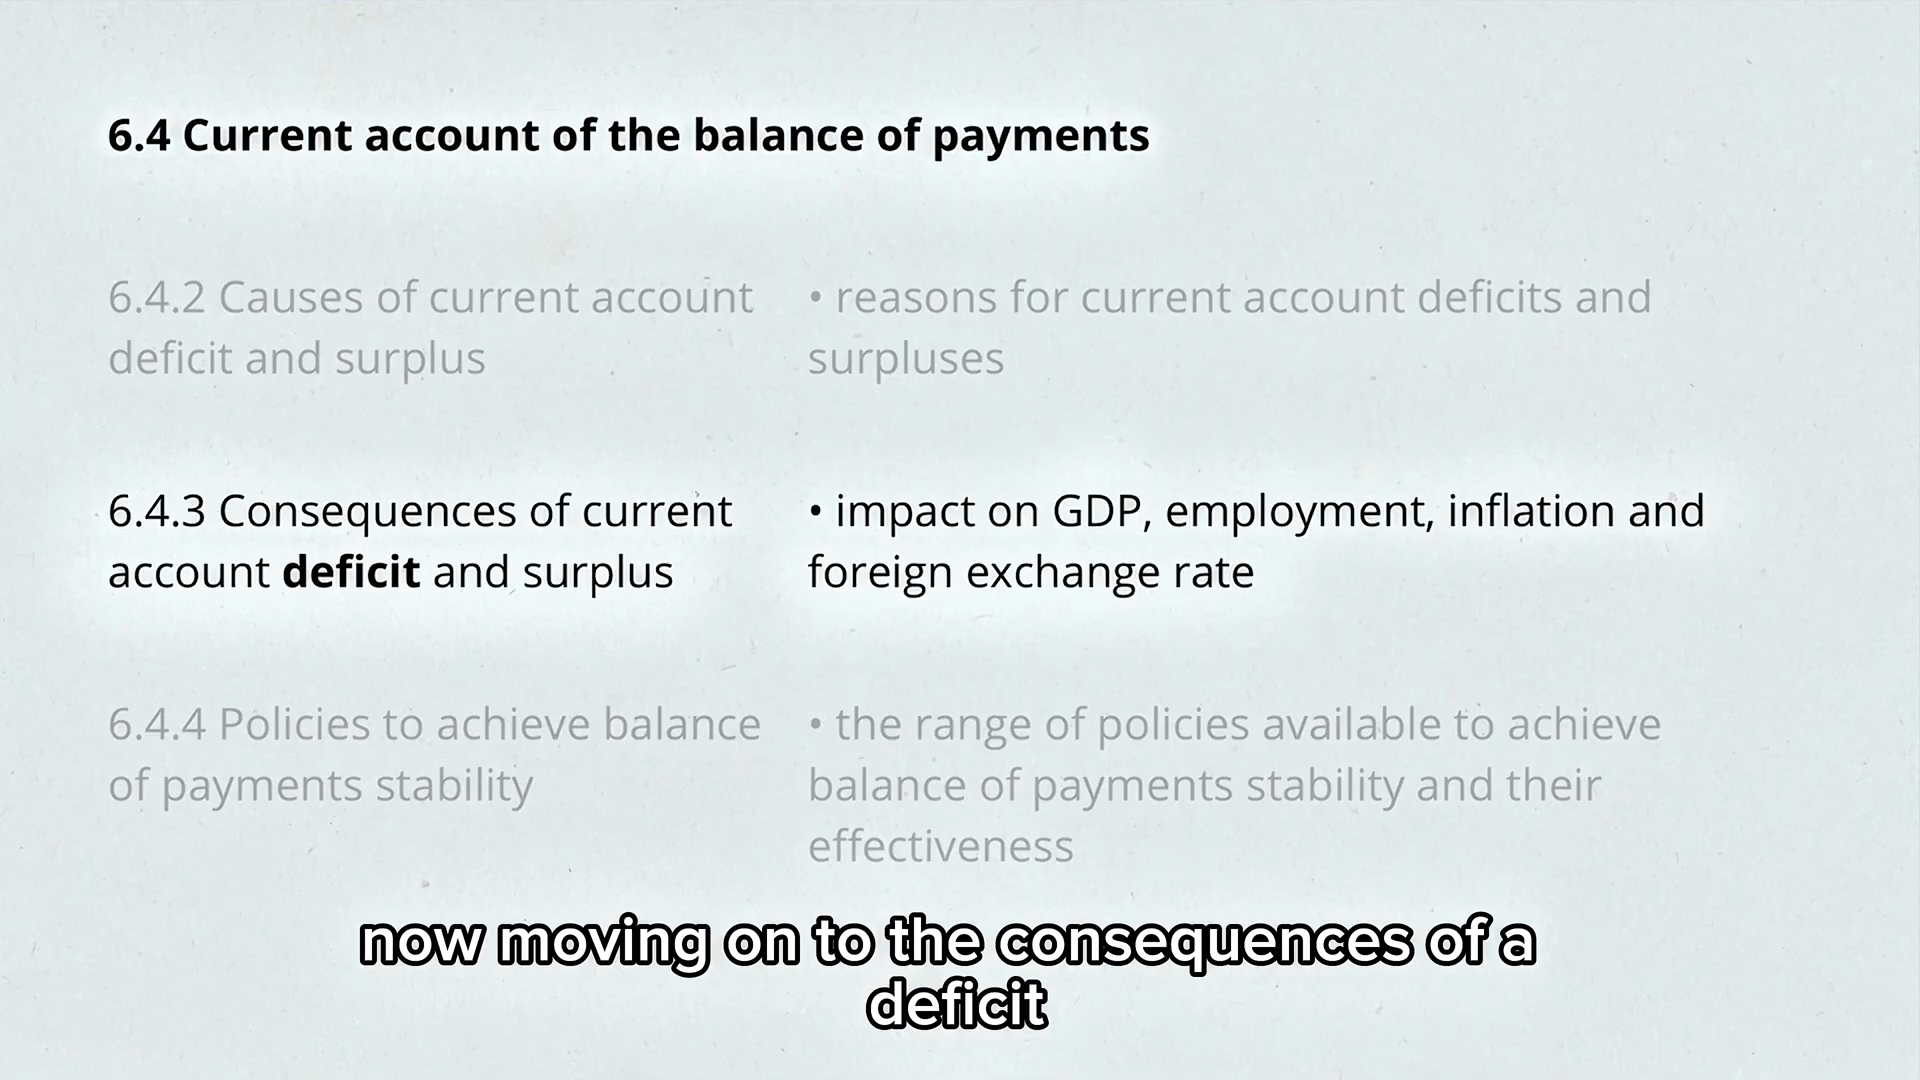 6.4 Current account of the balance of payments
6.4.2 Causes of current account
deficit and surplus
• reasons for current account deficits and
surpluses
6.4.3 Consequences of current
account deficit and surplus
• impact on GDP, employment, inflation and
foreign exchange rate
6.4.4 Policies to achieve balance
of payments stability
• the range of policies available to achieve
balance of payments stability and their
effectiveness
now moving on to the consequences of a
deficit